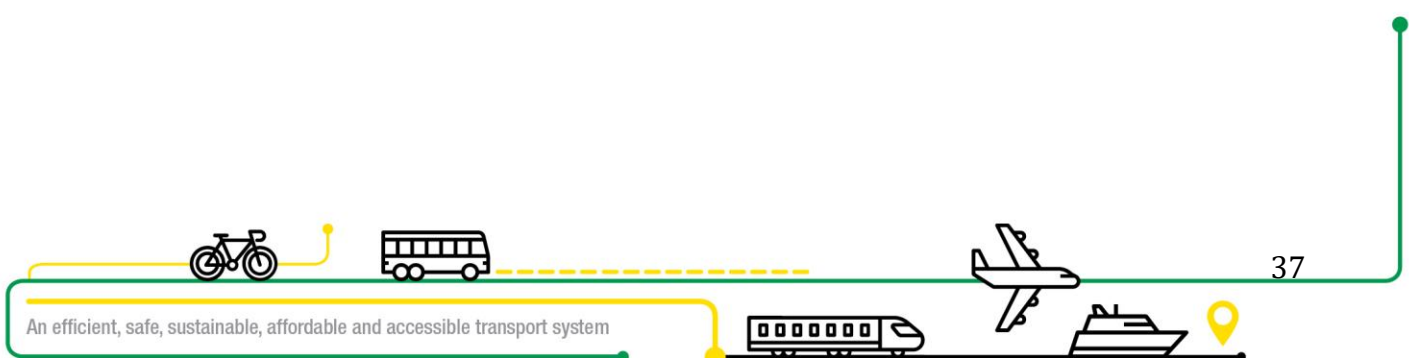 37
An efficient, safe, sustainable, affordable and accessible transport system